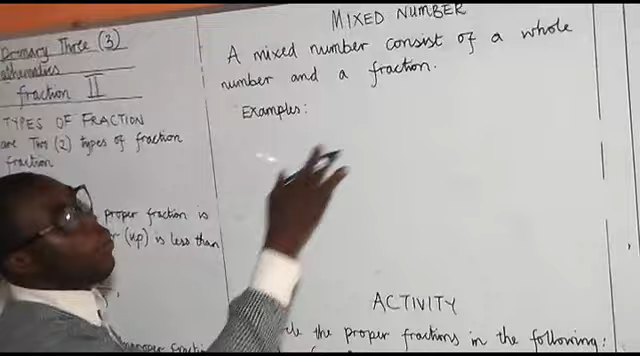 Primary Three (3)
fraction II
TYPES OF FRACTION
are Two (2) types of fraction
fraction
proper fraction is
(up) is less than
MIXED NUMBER
A mixed number consist of a whole
number and a fraction.
Examples:
ACTIVITY
the proper fractions in the following: